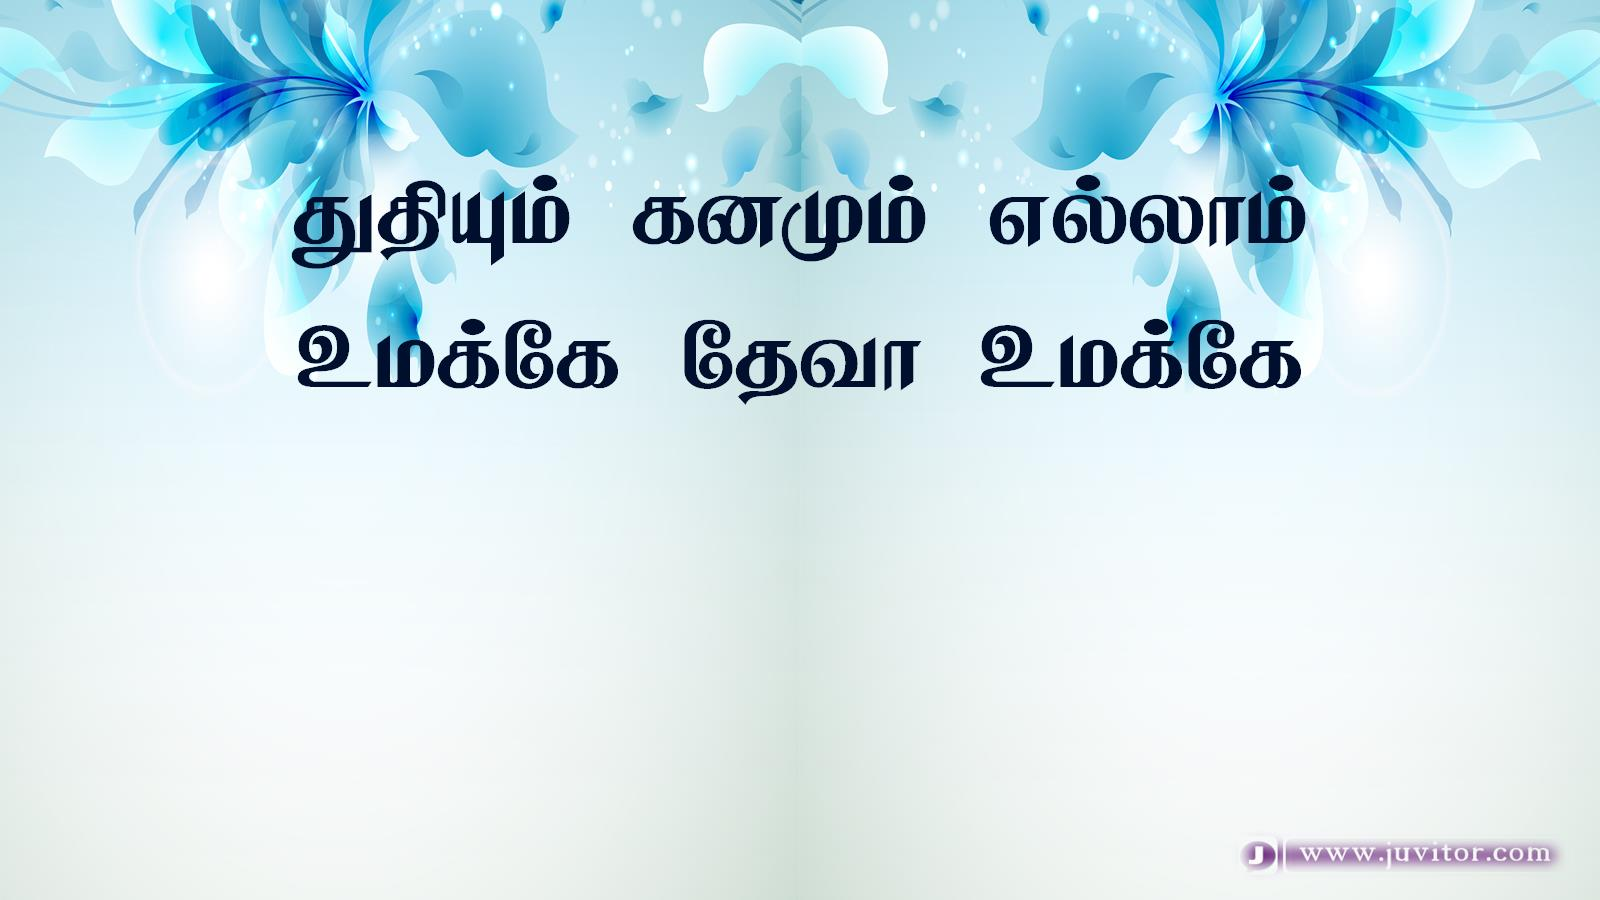 துதியும் கனமும் எல்லாம்
உமக்கே தேவா உமக்கே
J www.juvitor.com